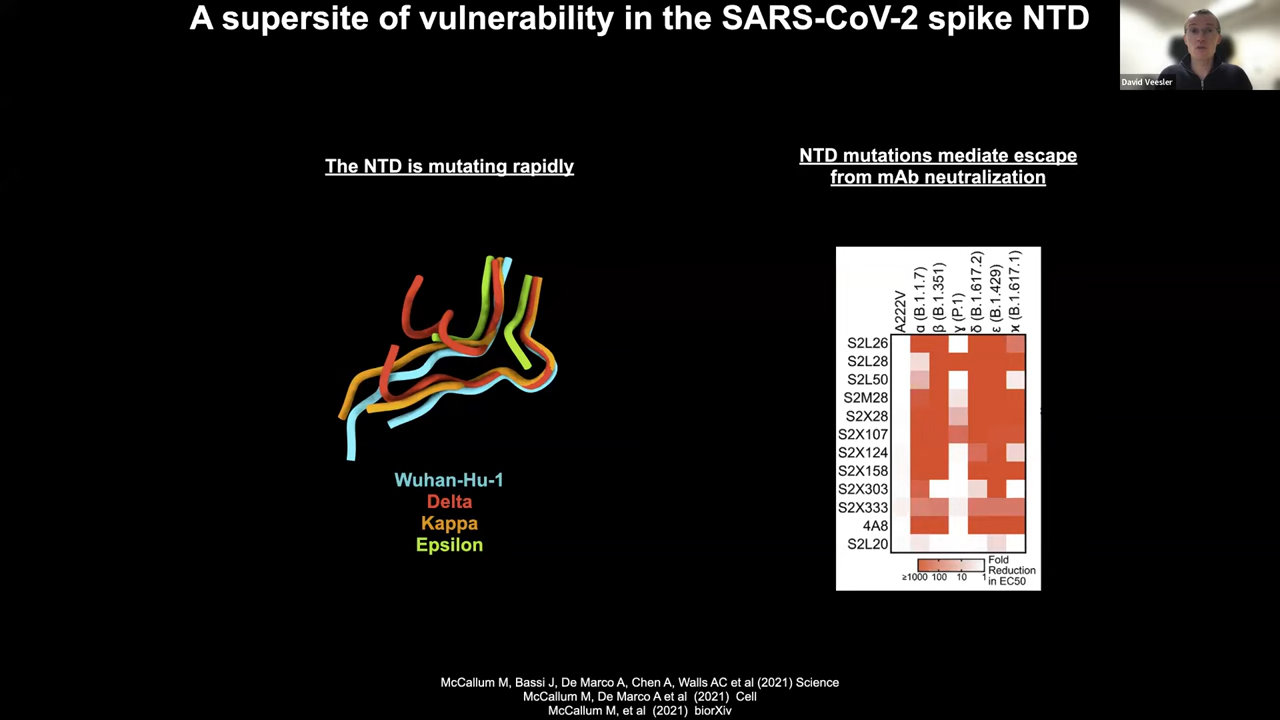 A supersite of vulnerability in the SARS-CoV-2 spike NTD
David Veesler
The NTD is mutating rapidly
NTD mutations mediate escape
from mAb neutralization
Wuhan-Hu-1
Delta
Kappa
Epsilon
A222V
α (B.1.1.7)
β (B.1.351)
γ (P.1)
δ (B.1.617.2)
ε (B.1.429)
ϰ (B.1.617.1)
S2L26
S2L28
S2L50
S2M28
S2X28
S2X107
S2X124
S2X158
S2X303
S2X333
4A8
S2L20
≥1000 100 10 1
Fold
Reduction
in EC50
McCallum M, Bassi J, De Marco A, Chen A, Walls AC et al (2021) Science
McCallum M, De Marco A et al (2021) Cell
McCallum M, et al (2021) biorXiv